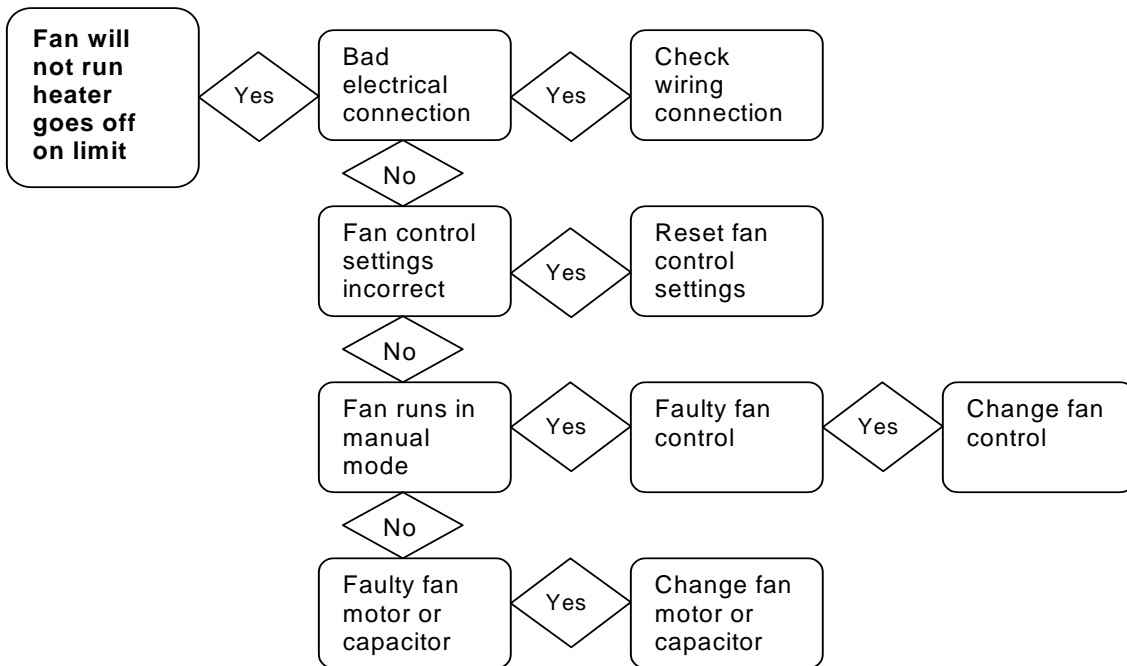 Fan will
not run
heater
goes off
on limit
Yes
Bad
electrical
connection
Yes
Check
wiring
connection
No
Fan control
settings
incorrect
Yes
Reset fan
control
settings
No
Fan runs in
manual
mode
Yes
Faulty fan
control
Yes
Change fan
control
No
Faulty fan
motor or
capacitor
Yes
Change fan
motor or
capacitor